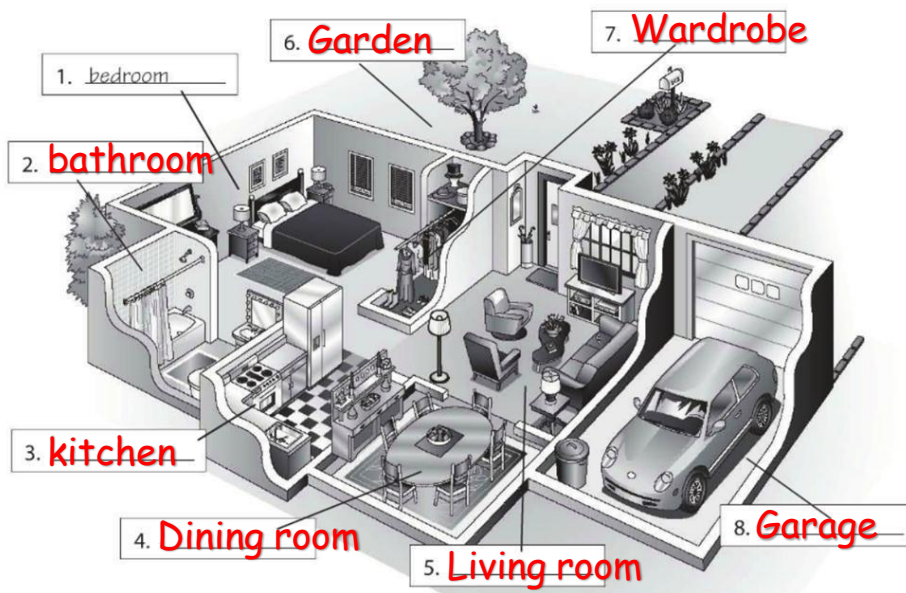 1. bedroom
2. bathroom
3. kitchen
4. Dining room
5. Living room
6. Garden
7. Wardrobe
8. Garage